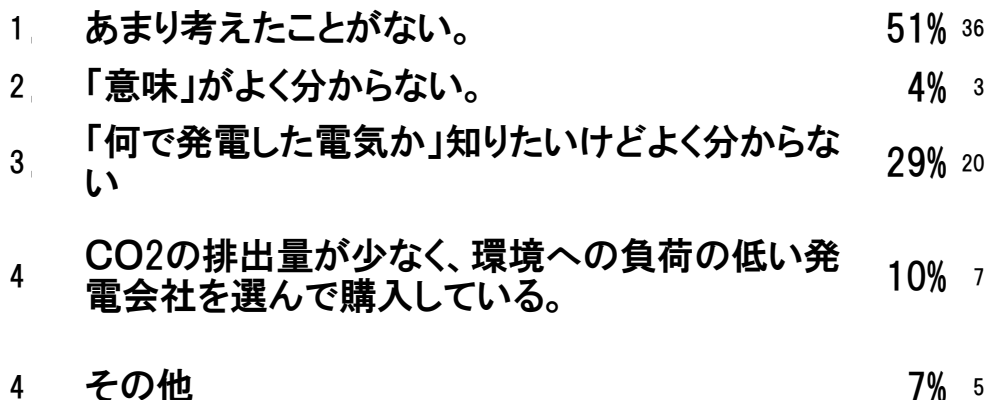 1. あまり考えたことがない。 51% 36
2. 「意味」がよく分からない。 4% 3
3. 「何で発電した電気か」知りたいけどよく分からな 29% 20
い
4 CO2の排出量が少なく、環境への負荷の低い発 10% 7
電会社を選んで購入している。
4 その他 7% 5